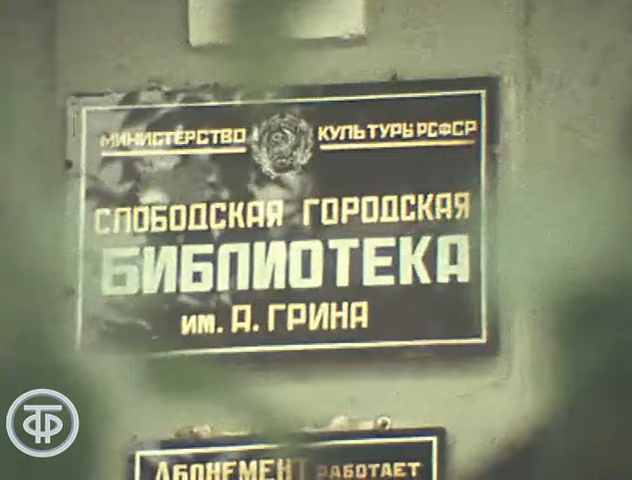 МИНИСТЕРСТВО КУЛЬТУРЫ РСФСР
СЛОБОДСКАЯ ГОРОДСКАЯ
БИБЛИОТЕКА
ИМ. А. ГРИНА
АБОНЕМЕНТ РАБОТАЕТ